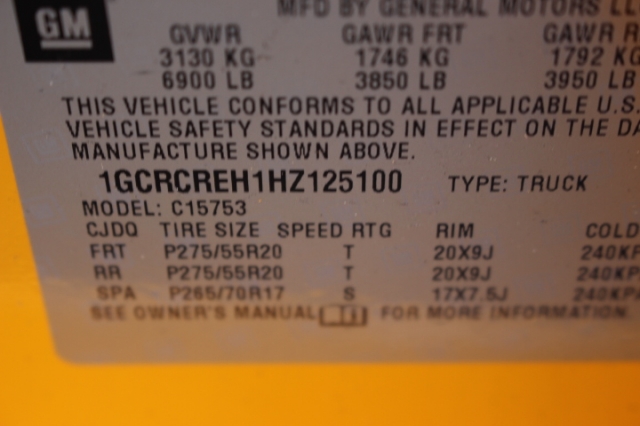 GM
MFD BY GENERAL MOTORS LL
GVWR GAWR FRT GAWR R
3130 KG 1746 KG 1792 KG
6900 LB 3850 LB 3950 LB
THIS VEHICLE CONFORMS TO ALL APPLICABLE U.S.
VEHICLE SAFETY STANDARDS IN EFFECT ON THE DA
MANUFACTURE SHOWN ABOVE.
1GCRCREH1HZ125100 TYPE: TRUCK
MODEL: C15753
CJDQ TIRE SIZE SPEED RTG RIM COLD
FRT P275/55R20 T 20X9J 240KP
RR P275/55R20 T 20X9J 240KP
SPA P265/70R17 S 17X7.5J 240KP
SEE OWNER'S MANUAL FOR MORE INFORMATION.